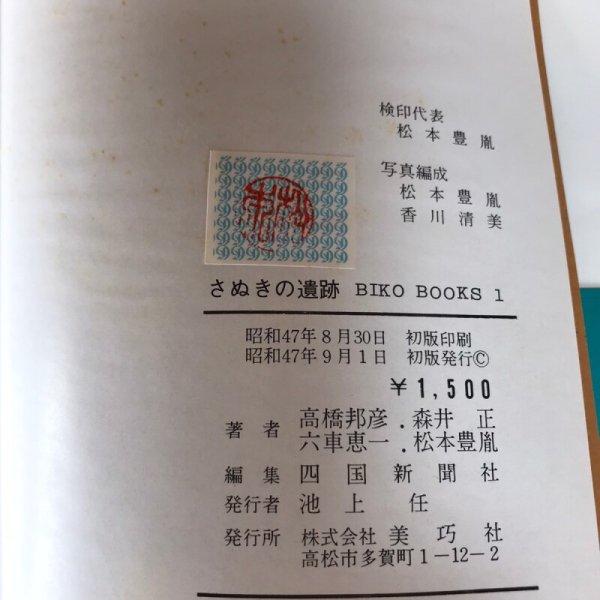 検印代表
松本豊胤
写真編成
松本豊胤
香川清美
さぬきの遺跡 BIKO BOOKS 1
昭和47年8月30日 初版印刷
昭和47年9月1日 初版発行©
¥1,500
著者 高橋邦彦．森井 正
六車恵一．松本豊胤
編集 四国新聞社
発行者 池上 任
発行所 株式会社 美巧社
高松市多賀町1-12-2